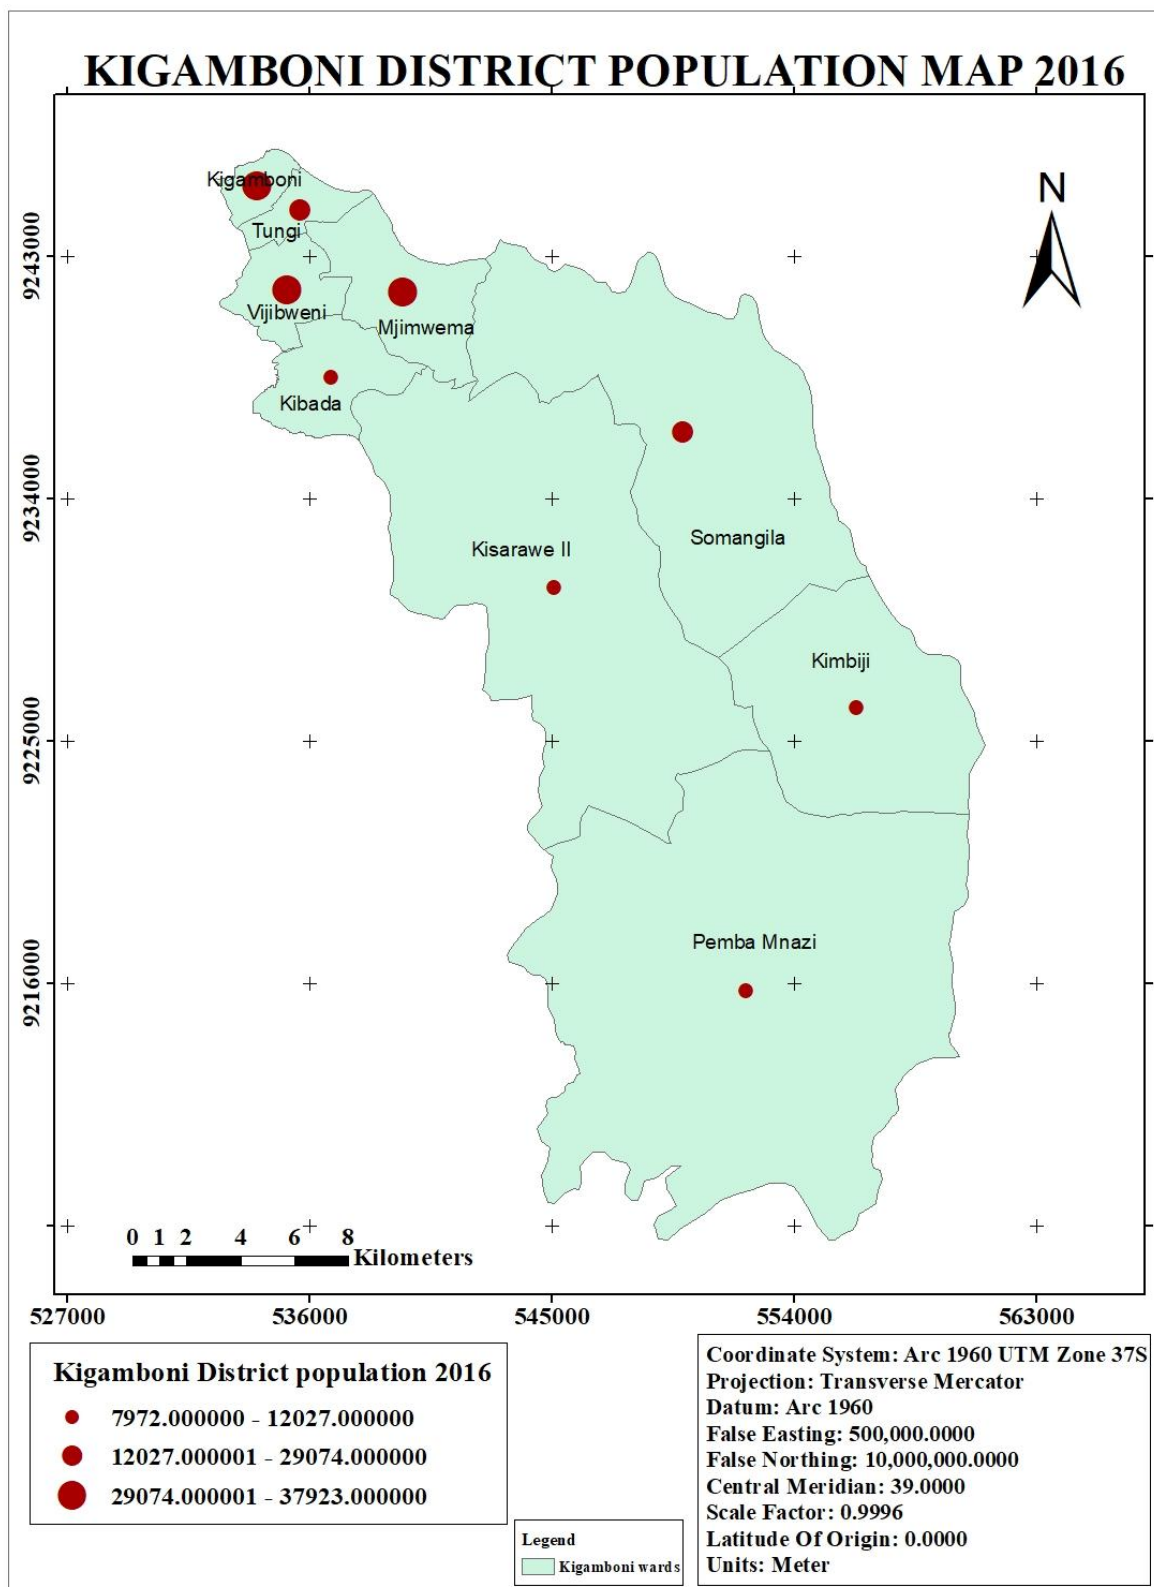 KIGAMBONI DISTRICT POPULATION MAP 2016
N
Kigamboni
Tungi
9243000
Vijibweni
Mjimwema
Kibada
9234000
Somangila
Kisarawe II
Kimbiji
9225000
Pemba Mnazi
9216000
0 1 2 4 6 8
Kilometers
527000 536000 545000 554000 563000
Kigamboni District population 2016
7972.000000 - 12027.000000
12027.000001 - 29074.000000
29074.000001 - 37923.000000
Legend
Kigamboni wards
Coordinate System: Arc 1960 UTM Zone 37S
Projection: Transverse Mercator
Datum: Arc 1960
False Easting: 500,000.0000
False Northing: 10,000,000.0000
Central Meridian: 39.0000
Scale Factor: 0.9996
Latitude Of Origin: 0.0000
Units: Meter